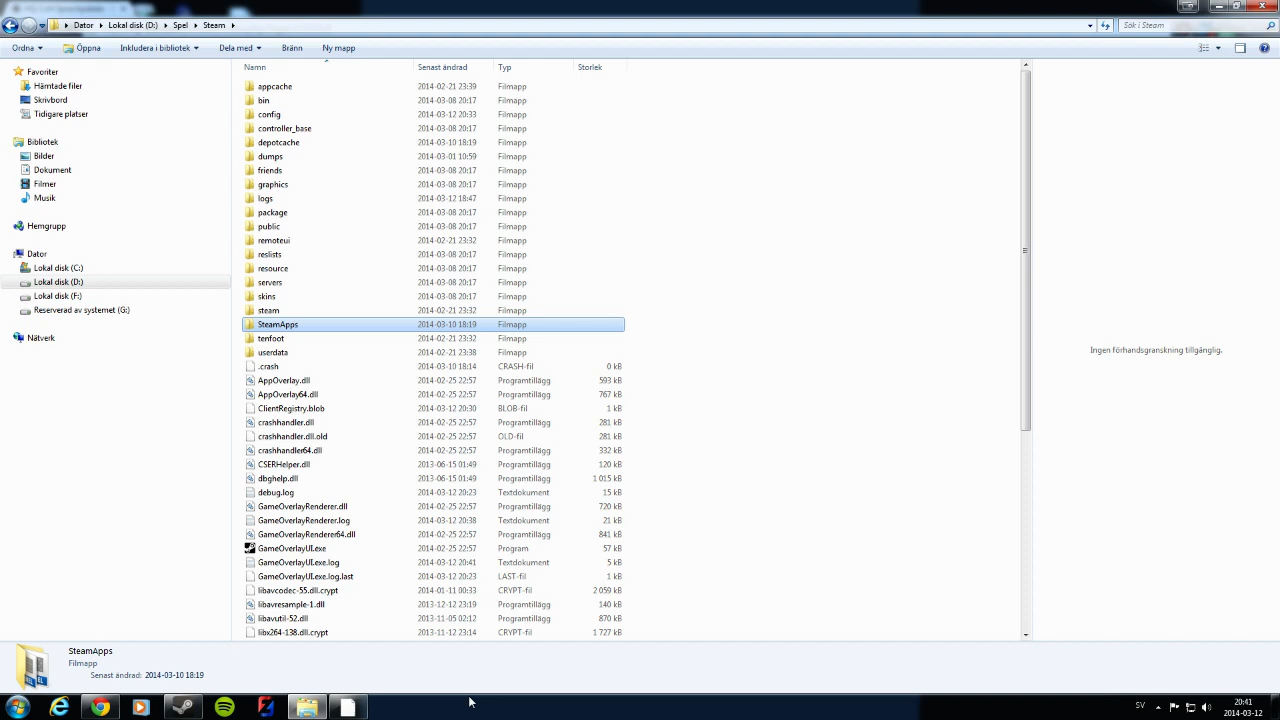 Dator Lokal disk (D:) Spel Steam
Sök i Steam
Ordna Öppna Inkludera i bibliotek Dela med Bränn Ny mapp
Namn Senast ändrad Typ Storlek
Favoriter
Hämtade filer
Skrivbord
Tidigare platser
Bibliotek
Bilder
Dokument
Filmer
Musik
Hemgrupp
Dator
Lokal disk (C:)
Lokal disk (D:)
Lokal disk (F:)
Reserverad av systemet (G:)
Nätverk
appcache 2014-02-21 23:39 Filmapp
bin 2014-03-08 20:17 Filmapp
config 2014-03-12 20:33 Filmapp
controller_base 2014-03-08 20:17 Filmapp
depotcache 2014-03-10 18:19 Filmapp
dumps 2014-03-01 10:59 Filmapp
friends 2014-03-08 20:17 Filmapp
graphics 2014-03-08 20:17 Filmapp
logs 2014-03-12 18:47 Filmapp
package 2014-03-08 20:17 Filmapp
public 2014-03-08 20:17 Filmapp
remoteui 2014-02-21 23:32 Filmapp
reslists 2014-03-08 20:17 Filmapp
resource 2014-03-08 20:17 Filmapp
servers 2014-03-08 20:17 Filmapp
skins 2014-03-08 20:17 Filmapp
steam 2014-02-21 23:32 Filmapp
SteamApps 2014-03-10 18:19 Filmapp
tenfoot 2014-02-21 23:32 Filmapp
userdata 2014-02-21 23:38 Filmapp
.crash 2014-03-10 18:14 CRASH-fil 0 kB
AppOverlay.dll 2014-02-25 22:57 Programtillägg 593 kB
AppOverlay64.dll 2014-02-25 22:57 Programtillägg 767 kB
ClientRegistry.blob 2014-03-12 20:30 BLOB-fil 1 kB
crashhandler.dll 2014-02-25 22:57 Programtillägg 281 kB
crashhandler.dll.old 2014-02-25 22:57 OLD-fil 281 kB
crashhandler64.dll 2014-02-25 22:57 Programtillägg 332 kB
CSERHelper.dll 2013-06-15 01:49 Programtillägg 120 kB
dbghelp.dll 2013-06-15 01:49 Programtillägg 1 015 kB
debug.log 2014-03-12 20:23 Textdokument 15 kB
GameOverlayRenderer.dll 2014-02-25 22:57 Programtillägg 720 kB
GameOverlayRenderer.log 2014-03-12 20:38 Textdokument 21 kB
GameOverlayRenderer64.dll 2014-02-25 22:57 Programtillägg 841 kB
GameOverlayUI.exe 2014-02-25 22:57 Program 57 kB
GameOverlayUI.exe.log 2014-03-12 20:41 Textdokument 5 kB
GameOverlayUI.exe.log.last 2014-03-12 20:23 LAST-fil 1 kB
libavcodec-55.dll.crypt 2014-01-11 00:33 CRYPT-fil 2 059 kB
libavresample-1.dll 2013-12-12 23:19 Programtillägg 140 kB
libavutil-52.dll 2013-11-05 02:12 Programtillägg 870 kB
libx264-138.dll.crypt 2013-11-12 23:14 CRYPT-fil 1 727 kB
Ingen förhandsgranskning tillgänglig.
SteamApps
Filmapp
Senast ändrad: 2014-03-10 18:19
SV
20:41
2014-03-12